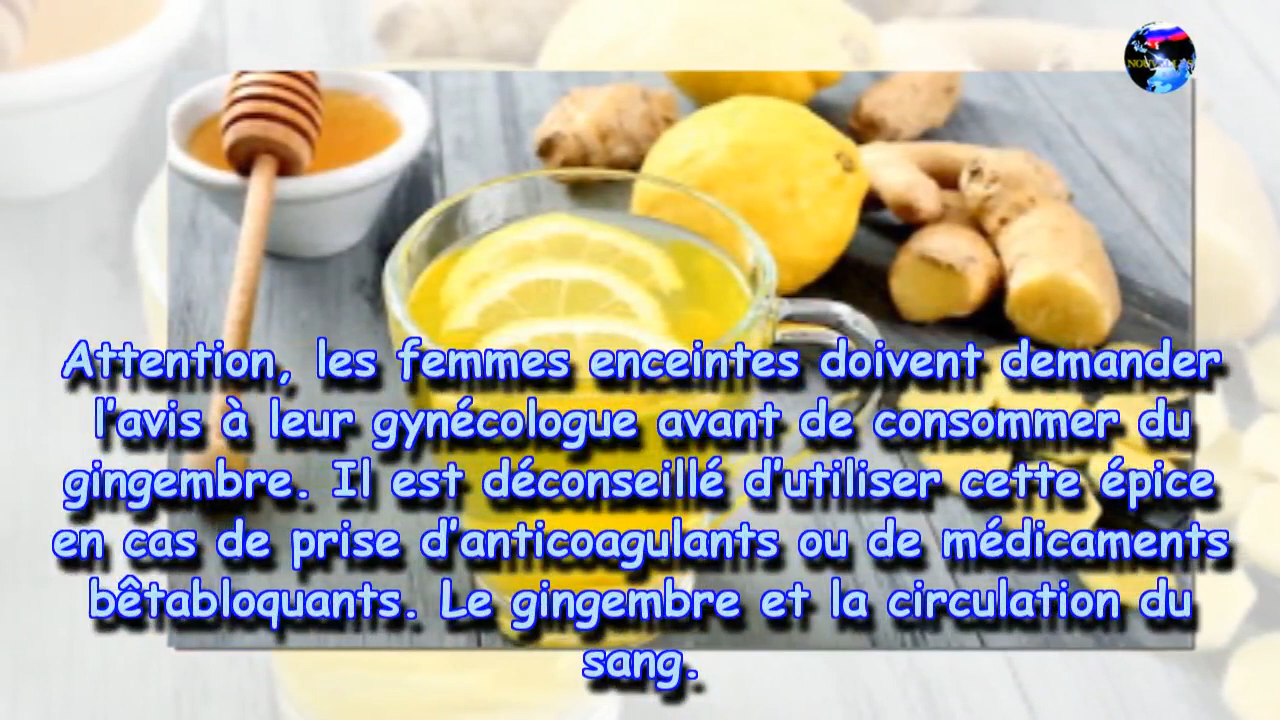 Attention, les femmes enceintes doivent demander
l'avis à leur gynécologue avant de consommer du
gingembre. Il est déconseillé d'utiliser cette épice
en cas de prise d'anticoagulants ou de médicaments
bêtabloquants. Le gingembre et la circulation du
sang.